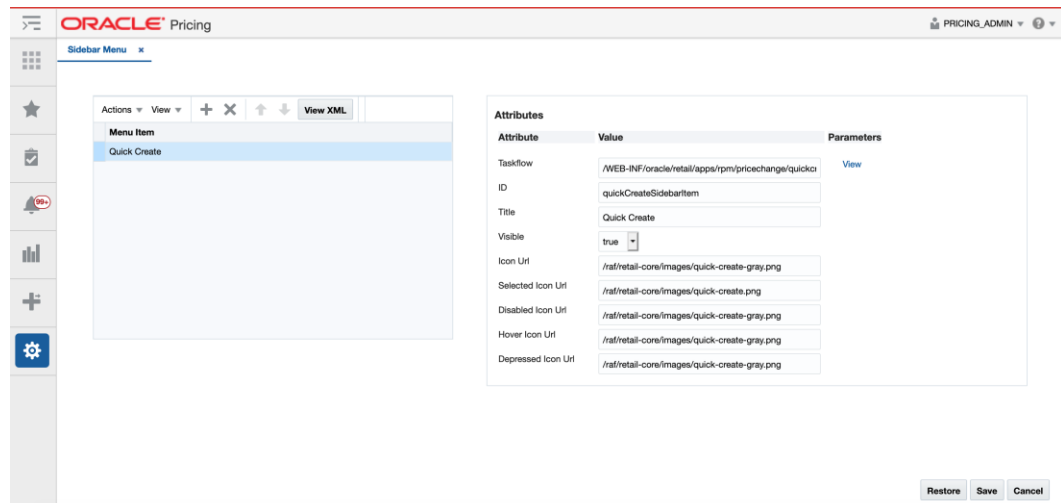 ORACLE® Pricing
PRICING_ADMIN
Sidebar Menu
Actions View View XML
Menu Item
Quick Create
99+
Attributes
Attribute Value Parameters
Taskflow /WEB-INF/oracle/retail/apps/rpm/pricechange/quickcr View
ID quickCreateSidebarItem
Title Quick Create
Visible true
Icon Url /raf/retail-core/images/quick-create-gray.png
Selected Icon Url /raf/retail-core/images/quick-create.png
Disabled Icon Url /raf/retail-core/images/quick-create-gray.png
Hover Icon Url /raf/retail-core/images/quick-create-gray.png
Depressed Icon Url /raf/retail-core/images/quick-create-gray.png
Restore Save Cancel